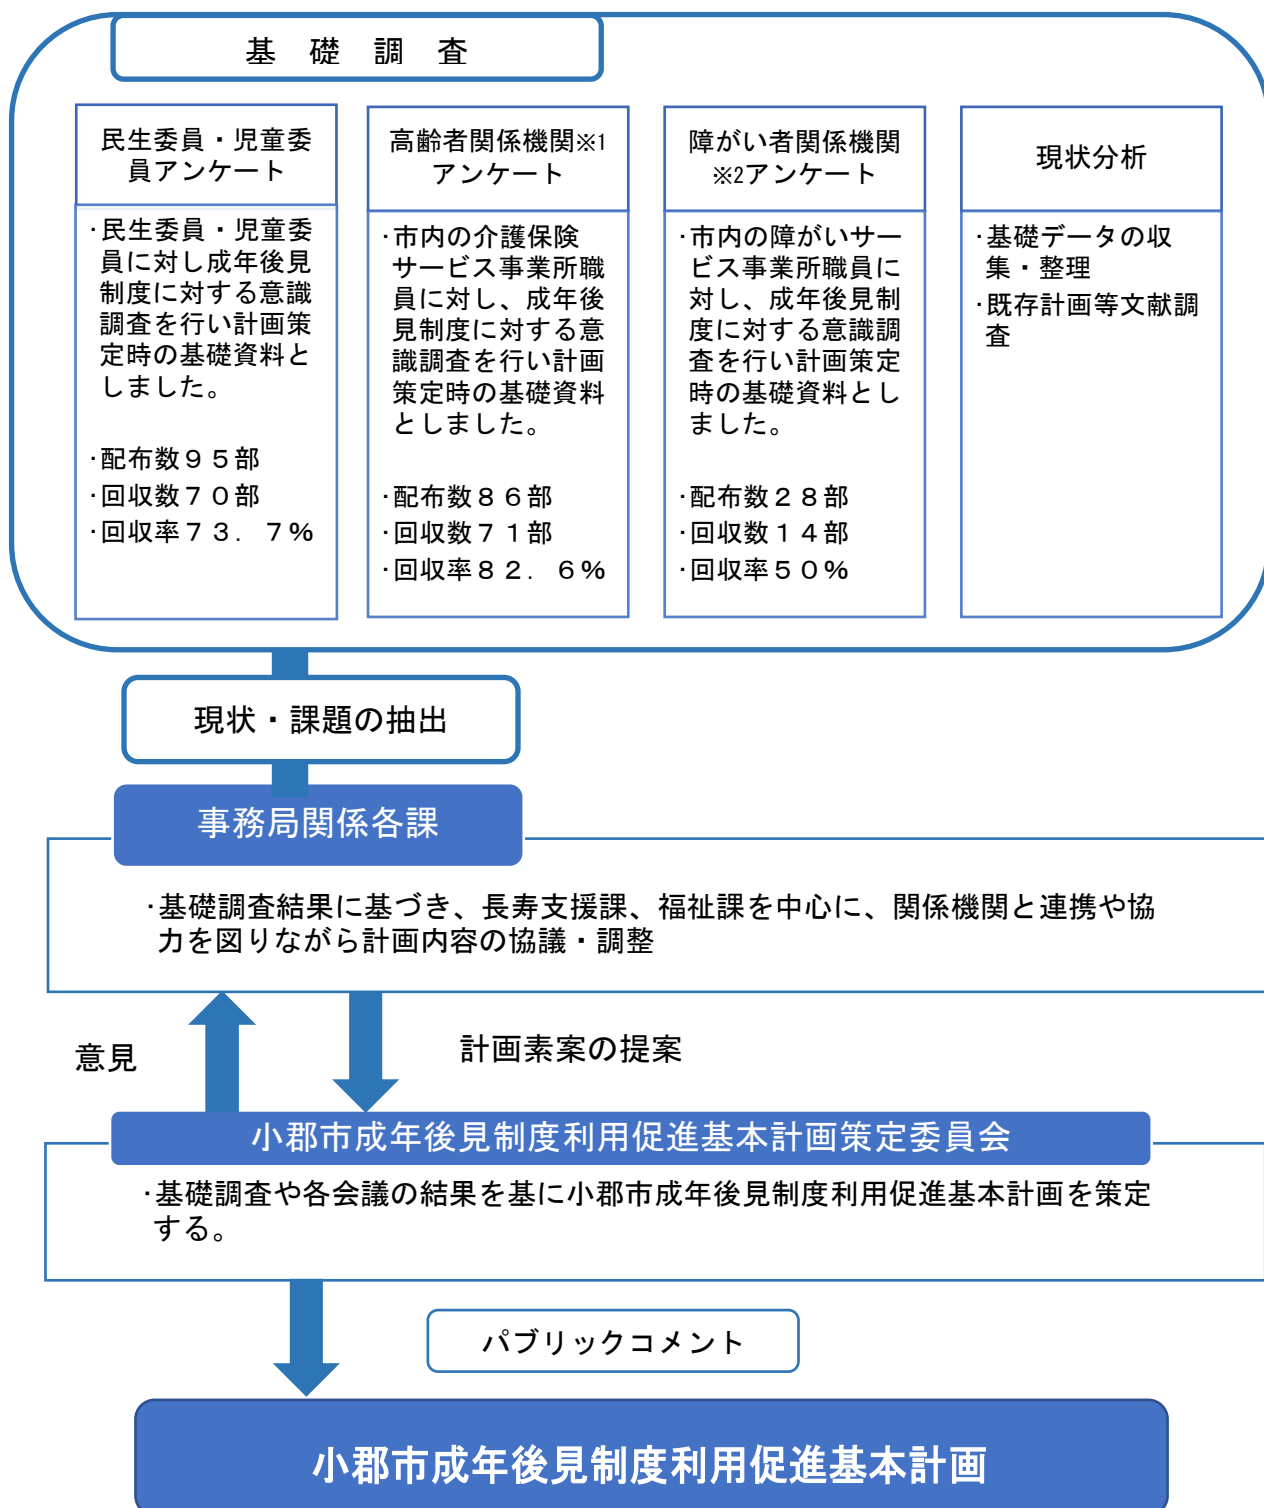 基　礎　調　査
民生委員・児童委
員アンケート
・民生委員・児童委
員に対し成年後見
制度に対する意識
調査を行い計画策
定時の基礎資料と
しました。
・配布数９５部
・回収数７０部
・回収率７３．７％
高齢者関係機関※1
アンケート
・市内の介護保険
サービス事業所職
員に対し、成年後
見制度に対する意
識調査を行い計画
策定時の基礎資料
としました。
・配布数８６部
・回収数７１部
・回収率８２．６％
障がい者関係機関
※2アンケート
・市内の障がいサー
ビス事業所職員に
対し、成年後見制
度に対する意識調
査を行い計画策定
時の基礎資料とし
ました。
・配布数２８部
・回収数１４部
・回収率５０％
現状分析
・基礎データの収
集・整理
・既存計画等文献調
査
現状・課題の抽出
事務局関係各課
・基礎調査結果に基づき、長寿支援課、福祉課を中心に、関係機関と連携や協
力を図りながら計画内容の協議・調整
意見
計画素案の提案
小郡市成年後見制度利用促進基本計画策定委員会
・基礎調査や各会議の結果を基に小郡市成年後見制度利用促進基本計画を策定
する。
パブリックコメント
小郡市成年後見制度利用促進基本計画